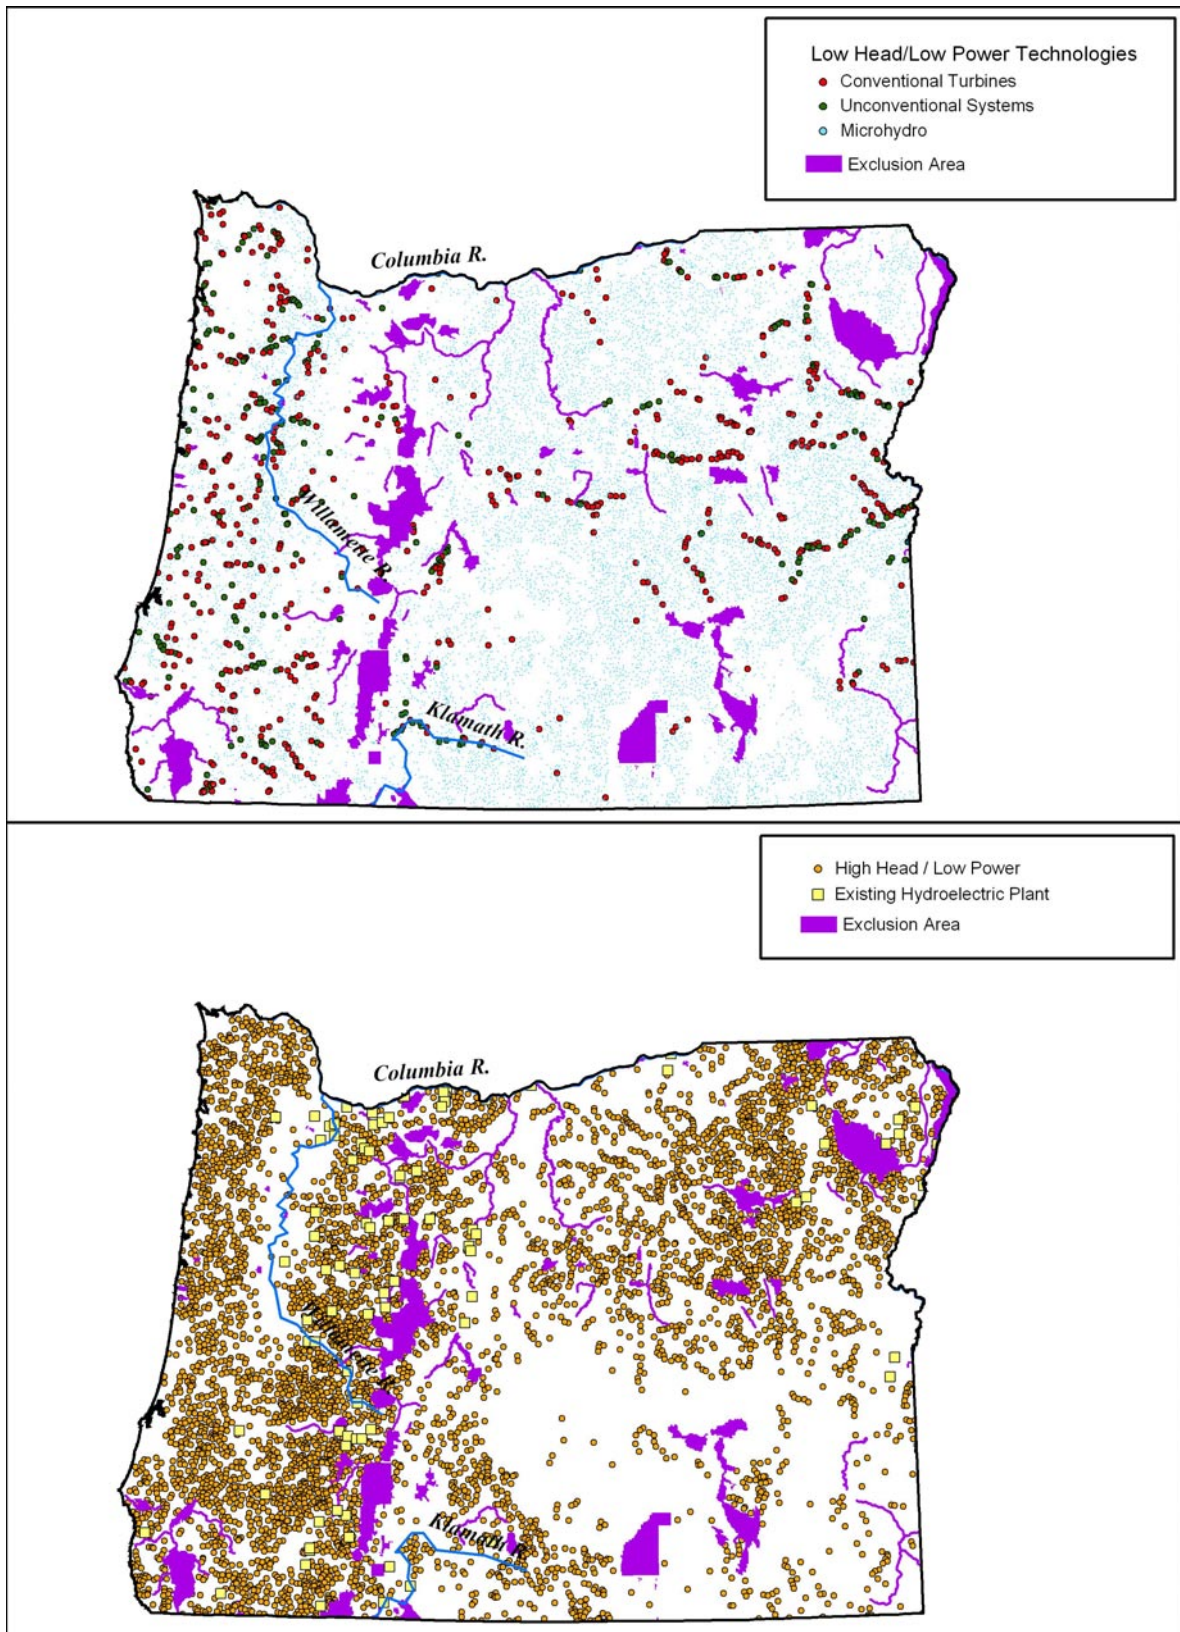 Low Head/Low Power Technologies
Conventional Turbines
Unconventional Systems
Microhydro
Exclusion Area
Columbia R.
Willamette R.
Klamath R.
High Head / Low Power
Existing Hydroelectric Plant
Exclusion Area
Columbia R.
Willamette R.
Klamath R.